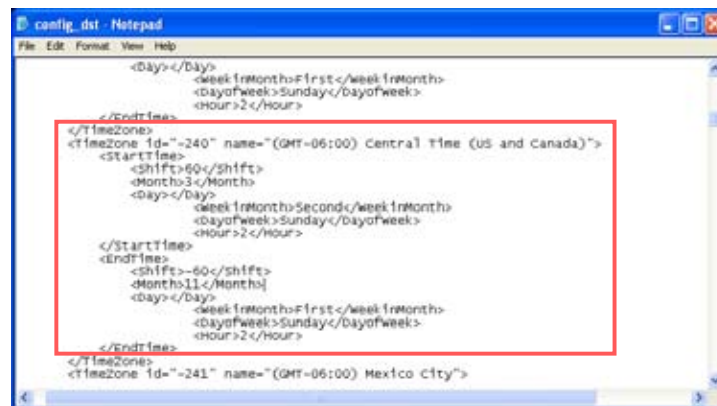 config_dst - Notepad
File Edit Format View Help
<Day></Day>
<WeekinMonth>First</WeekinMonth>
<DayofWeek>Sunday</DayofWeek>
<Hour>2</Hour>
</EndTime>
</TimeZone>
<TimeZone id="-240" name="(GMT-06:00) Central Time (US and Canada)">
<StartTime>
<Shift>60</Shift>
<Month>3</Month>
<Day></Day>
<WeekinMonth>Second</WeekinMonth>
<DayofWeek>Sunday</DayofWeek>
<Hour>2</Hour>
</StartTime>
<EndTime>
<Shift>-60</Shift>
<Month>11</Month>
<Day></Day>
<WeekinMonth>First</WeekinMonth>
<DayofWeek>Sunday</DayofWeek>
<Hour>2</Hour>
</EndTime>
</TimeZone>
<TimeZone id="-241" name="(GMT-06:00) Mexico City">